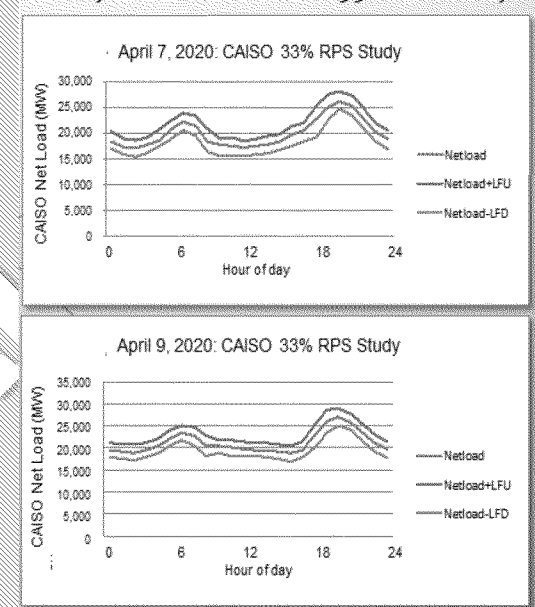 April 7, 2020: CAISO 33% RPS Study
CAISO Net Load (MW)
30,000
25,000
20,000
15,000
10,000
5,000
0
0 6 12 18 24
Hour of day
Netload
Netload+LFU
Netload-LFD
April 9, 2020: CAISO 33% RPS Study
CAISO Net Load (MW)
35,000
30,000
25,000
20,000
15,000
10,000
5,000
0
0 6 12 18 24
Hour of day
Netload
Netload+LFU
Netload-LFD